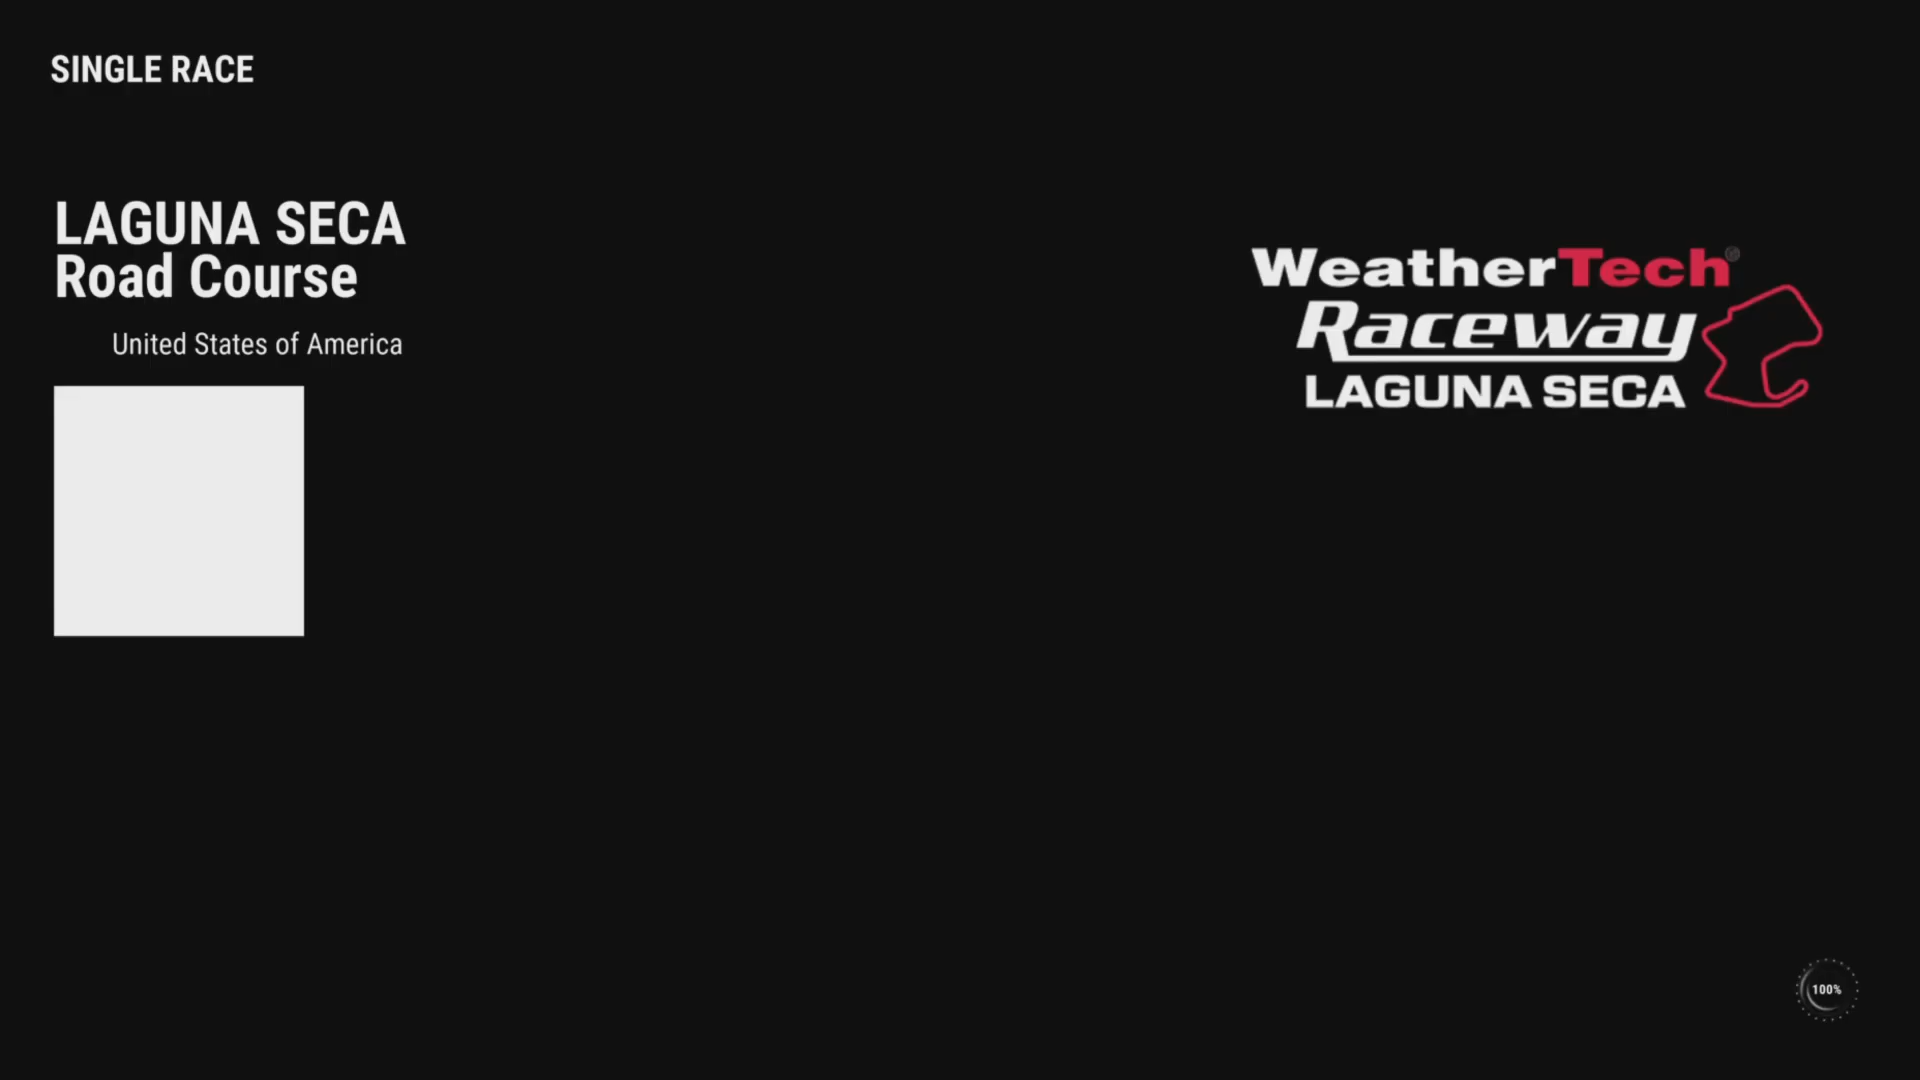 SINGLE RACE
LAGUNA SECA
Road Course
United States of America
WeatherTech®
Raceway
LAGUNA SECA
100%